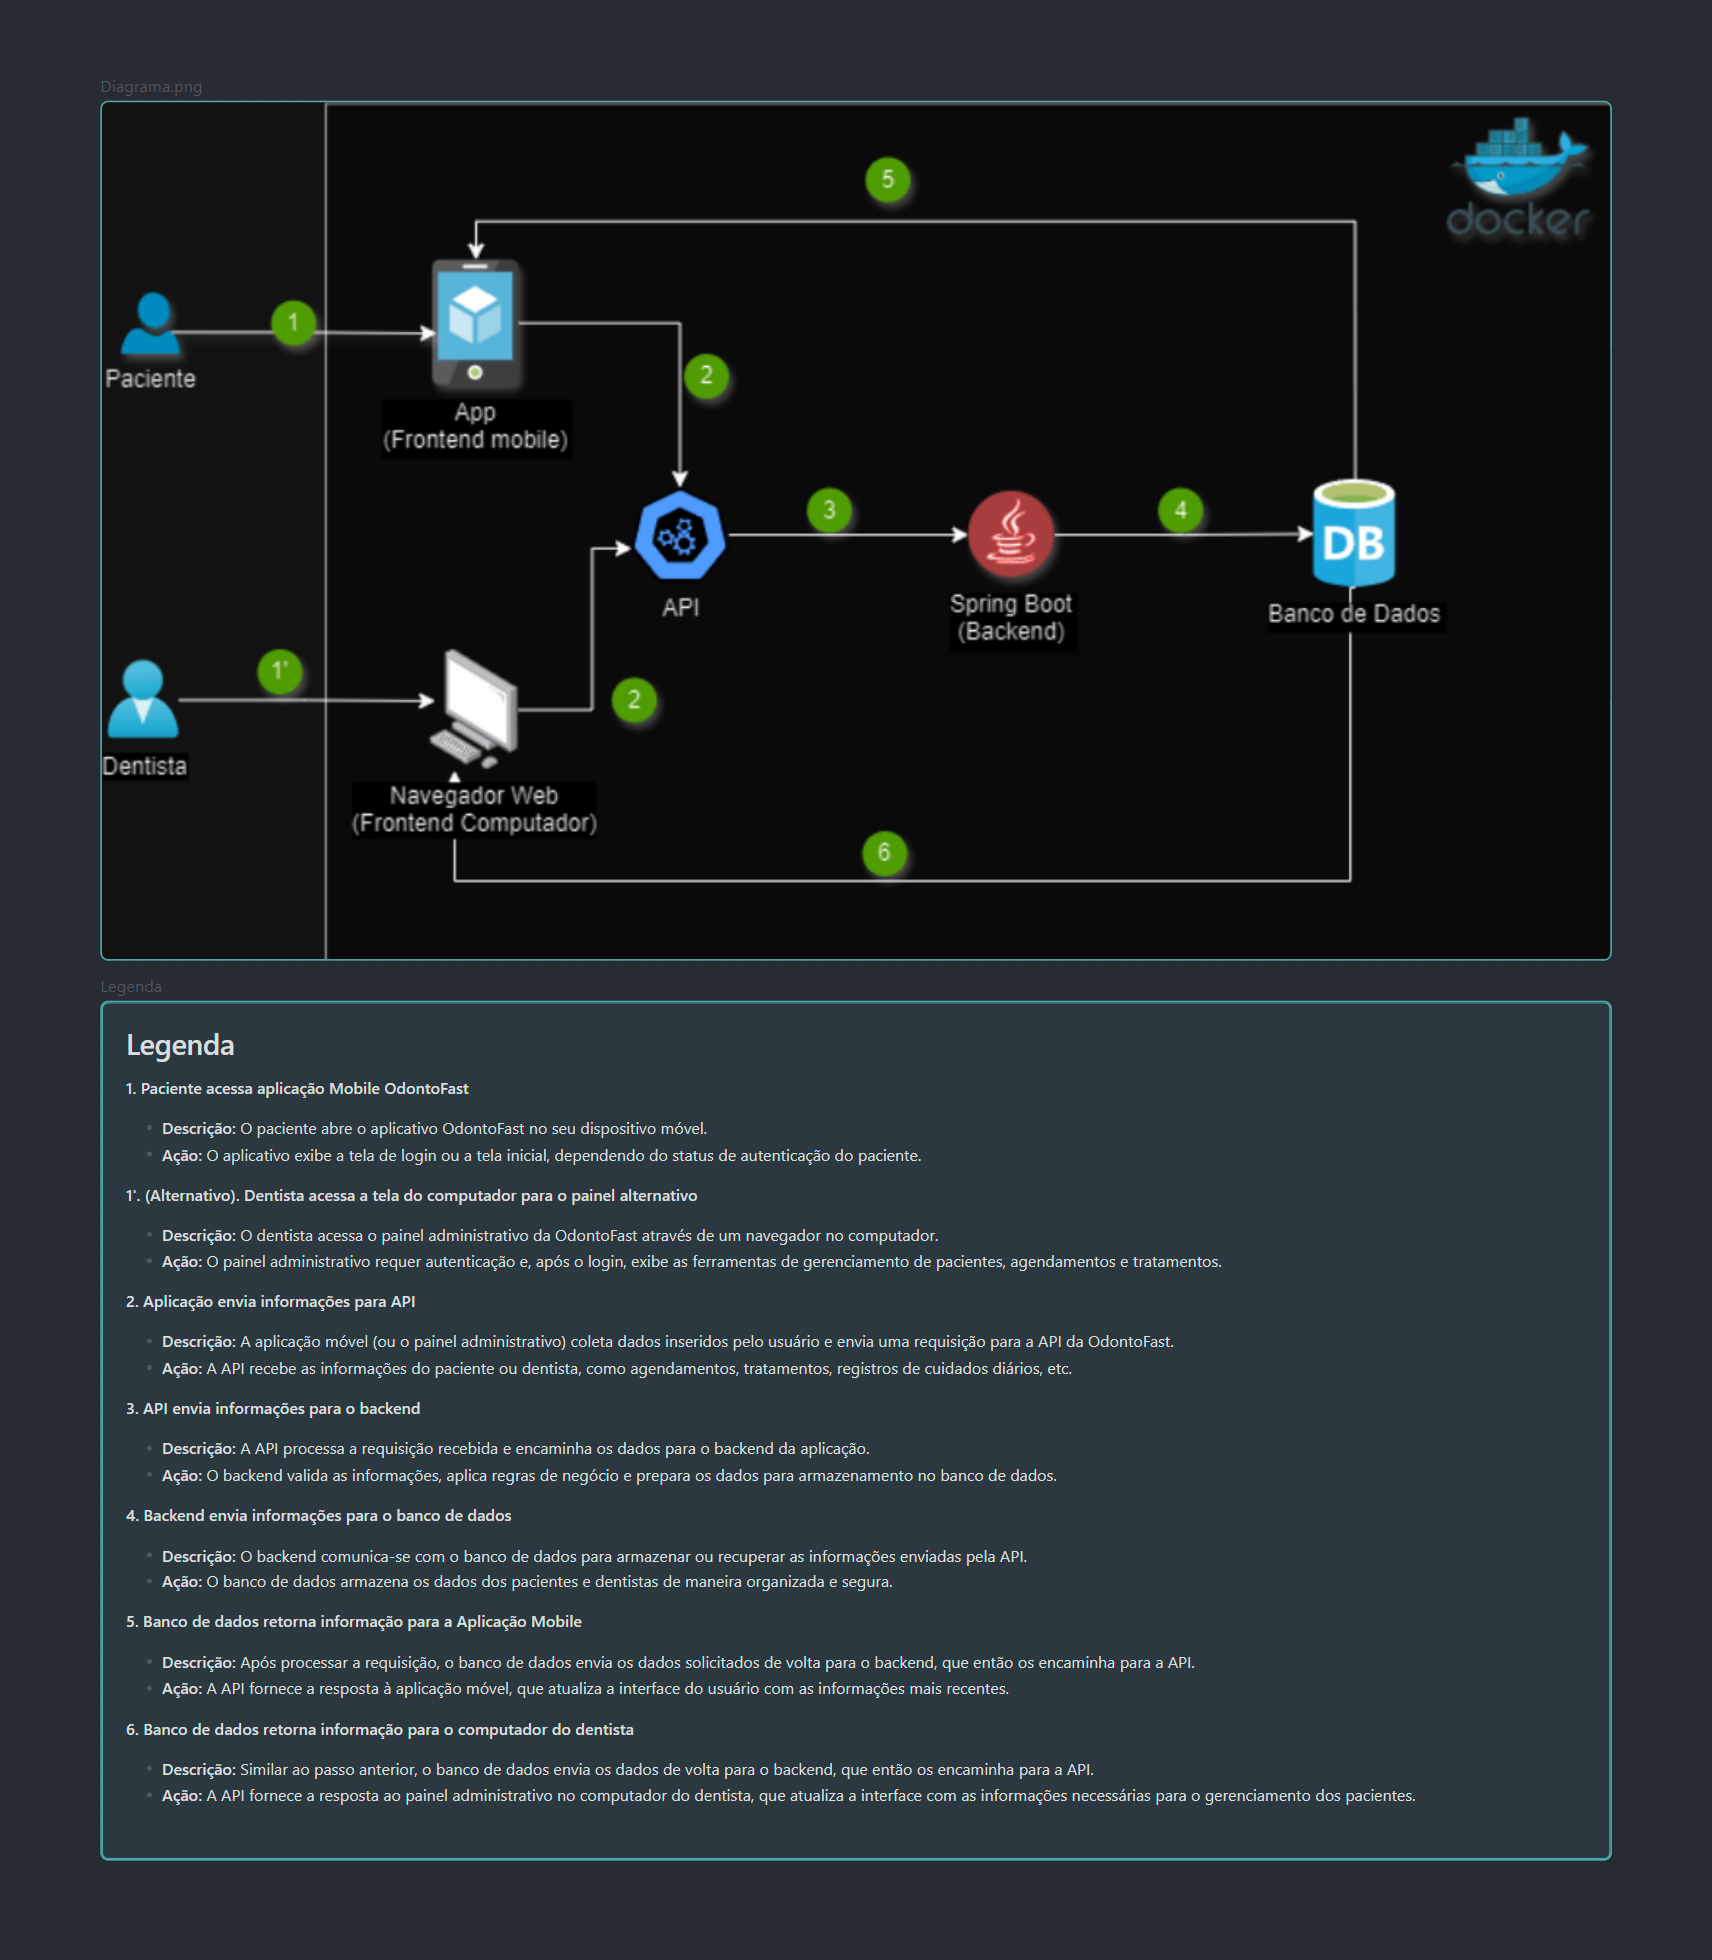 Diagrama.png
docker
5
1
Paciente
2
App
(Frontend mobile)
3
4
DB
API
Spring Boot
(Backend)
Banco de Dados
1'
2
Dentista
Navegador Web
(Frontend Computador)
6
Legenda
Legenda
1. Paciente acessa aplicação Mobile OdontoFast
• Descrição: O paciente abre o aplicativo OdontoFast no seu dispositivo móvel.
• Ação: O aplicativo exibe a tela de login ou a tela inicial, dependendo do status de autenticação do paciente.
1'. (Alternativo). Dentista acessa a tela do computador para o painel alternativo
• Descrição: O dentista acessa o painel administrativo da OdontoFast através de um navegador no computador.
• Ação: O painel administrativo requer autenticação e, após o login, exibe as ferramentas de gerenciamento de pacientes, agendamentos e tratamentos.
2. Aplicação envia informações para API
• Descrição: A aplicação móvel (ou o painel administrativo) coleta dados inseridos pelo usuário e envia uma requisição para a API da OdontoFast.
• Ação: A API recebe as informações do paciente ou dentista, como agendamentos, tratamentos, registros de cuidados diários, etc.
3. API envia informações para o backend
• Descrição: A API processa a requisição recebida e encaminha os dados para o backend da aplicação.
• Ação: O backend valida as informações, aplica regras de negócio e prepara os dados para armazenamento no banco de dados.
4. Backend envia informações para o banco de dados
• Descrição: O backend comunica-se com o banco de dados para armazenar ou recuperar as informações enviadas pela API.
• Ação: O banco de dados armazena os dados dos pacientes e dentistas de maneira organizada e segura.
5. Banco de dados retorna informação para a Aplicação Mobile
• Descrição: Após processar a requisição, o banco de dados envia os dados solicitados de volta para o backend, que então os encaminha para a API.
• Ação: A API fornece a resposta à aplicação móvel, que atualiza a interface do usuário com as informações mais recentes.
6. Banco de dados retorna informação para o computador do dentista
• Descrição: Similar ao passo anterior, o banco de dados envia os dados de volta para o backend, que então os encaminha para a API.
• Ação: A API fornece a resposta ao painel administrativo no computador do dentista, que atualiza a interface com as informações necessárias para o gerenciamento dos pacientes.